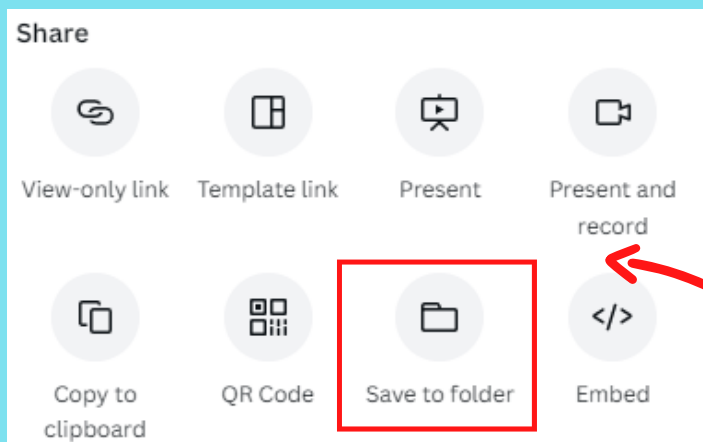 Share
View-only link
Template link
Present
Present and
record
Copy to
clipboard
QR Code
Save to folder
Embed